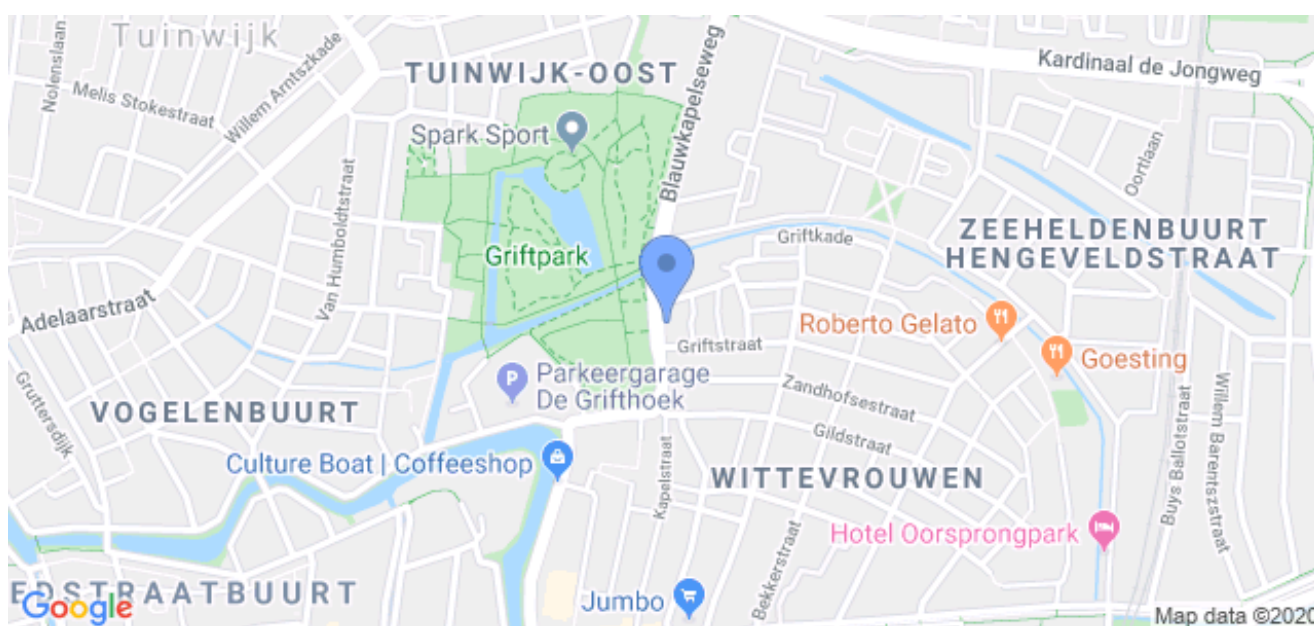 Tuinwijk
Nolenslaan
Melis Stokestraat
Willem Arntszkade
TUINWIJK-OOST
Kardinaal de Jongweg
Spark Sport
Blauwkapelseweg
Oortlaan
Van Humboldtstraat
Griftpark
Griftkade
ZEEHELDENBUURT
HENGEVELDSTRAAT
Adelaarstraat
Roberto Gelato
Griftstraat
Goesting
Parkeergarage
De Grifthoek
P
Zandhofsestraat
Gruttersdijk
VOGELENBUURT
Gildstraat
Buys Ballotstraat
Willem Barentszstraat
Culture Boat | Coffeeshop
Kapelstraat
WITTEVROUWEN
Hotel Oorsprongpark
Bekkerstraat
EDSTRAATBUURT
Google
Jumbo
Map data ©2020